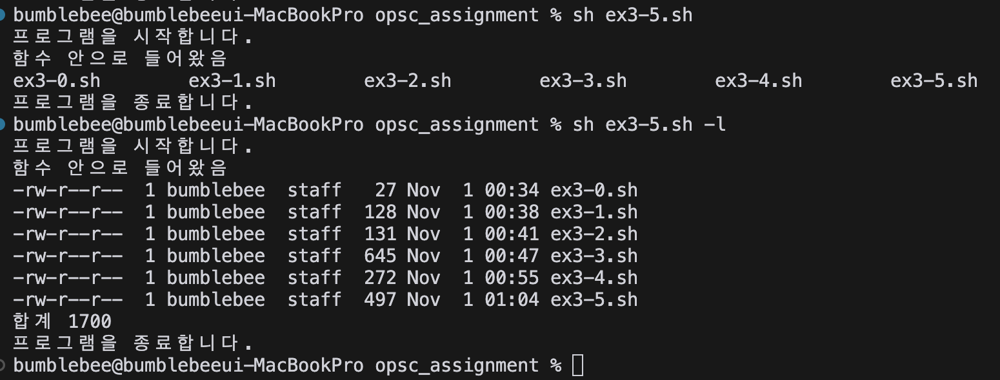 bumblebee@bumblebeeui-MacBookPro opsc_assignment % sh ex3-5.sh
프로그램을 시작합니다.
함수 안으로 들어왔음
ex3-0.sh        ex3-1.sh        ex3-2.sh        ex3-3.sh        ex3-4.sh        ex3-5.sh
프로그램을 종료합니다.
bumblebee@bumblebeeui-MacBookPro opsc_assignment % sh ex3-5.sh -l
프로그램을 시작합니다.
함수 안으로 들어왔음
-rw-r--r--  1 bumblebee  staff   27 Nov  1 00:34 ex3-0.sh
-rw-r--r--  1 bumblebee  staff  128 Nov  1 00:38 ex3-1.sh
-rw-r--r--  1 bumblebee  staff  131 Nov  1 00:41 ex3-2.sh
-rw-r--r--  1 bumblebee  staff  645 Nov  1 00:47 ex3-3.sh
-rw-r--r--  1 bumblebee  staff  272 Nov  1 00:55 ex3-4.sh
-rw-r--r--  1 bumblebee  staff  497 Nov  1 01:04 ex3-5.sh
합계 1700
프로그램을 종료합니다.
bumblebee@bumblebeeui-MacBookPro opsc_assignment %